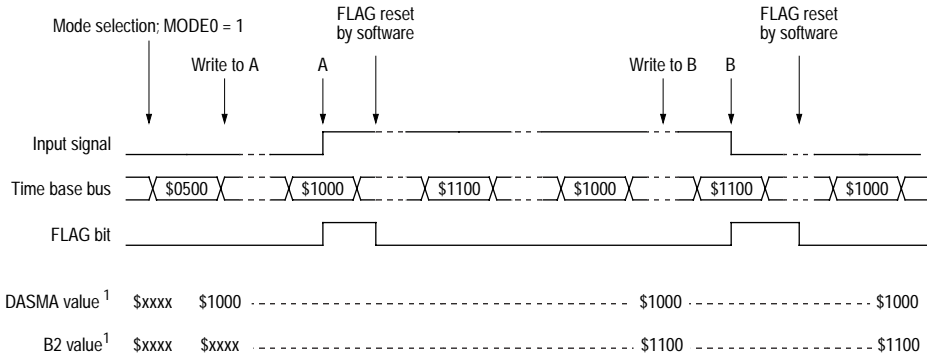 Mode selection; MODE0 = 1
FLAG reset
by software
FLAG reset
by software
Write to A
A
Write to B
B
Input signal
Time base bus $0500 $1000 $1100 $1000 $1100 $1000
FLAG bit
DASMA value 1 $xxxx $1000 $1000 $1000
B2 value1 $xxxx $xxxx $1100 $1100